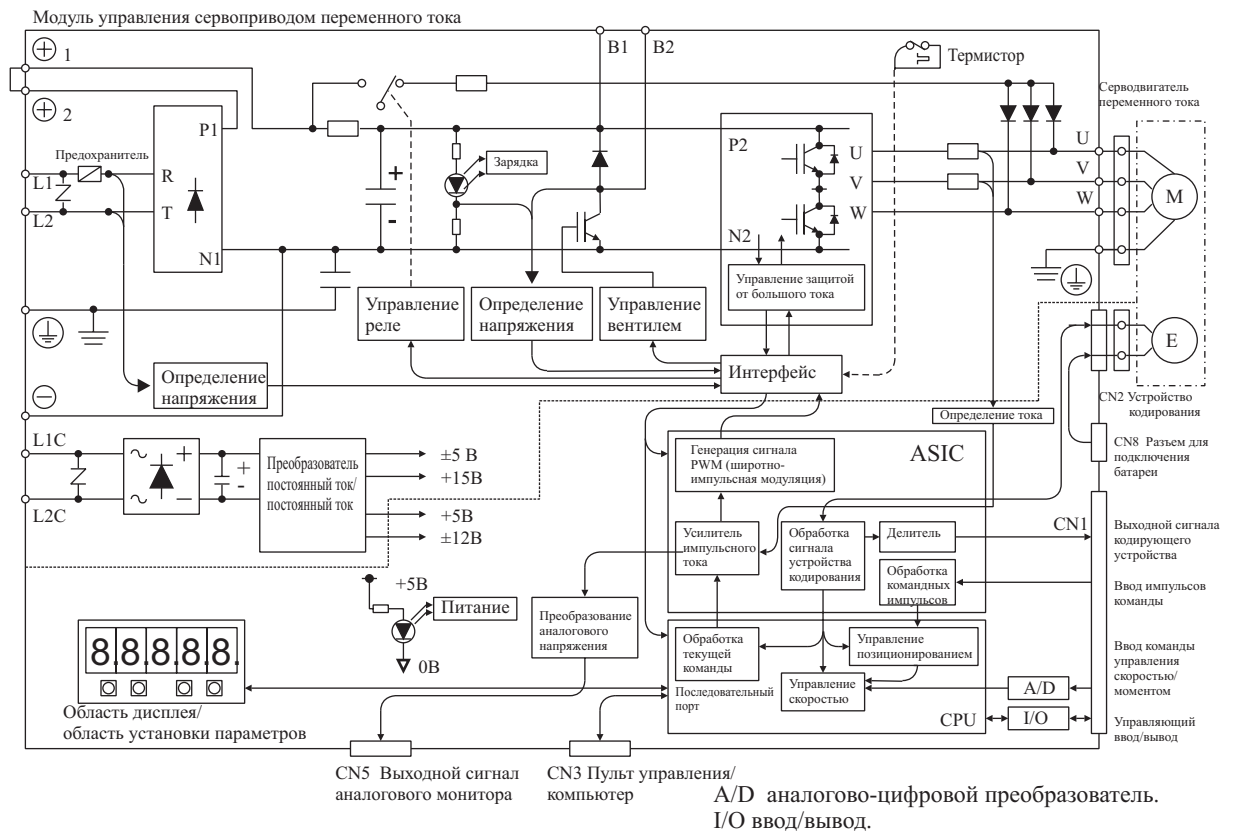 Модуль управления сервоприводом переменного тока
1
B1
B2
Термистор
2
Серводвигатель
переменного тока
P1
P2
Предохранитель
Зарядка
+
-
U
V
W
U
V
W
M
L1
R
L2
T
N1
N2
Управление защитой
от большого тока
Управление
реле
Определение
напряжения
Управление
вентилем
E
Интерфейс
Определение
напряжения
CN2 Устройство
кодирования
Определение тока
L1C
L2C
~
~
+
−
+
-
Преобразователь
постоянный ток/
постоянный ток
±5 В
+15В
+5В
±12В
Генерация сигнала
PWM (широтно-
импульсная модуляция)
ASIC
CN8 Разъем для
подключения
батареи
CN1
Усилитель
импульсного
тока
Обработка
сигнала
устройства
кодирования
Делитель
Выходной сигнала
кодирующего
устройства
Обработка
командных
импульсов
Ввод импульсов
команды
+5В
Питание
0В
Преобразование
аналогового
напряжения
Обработка
текущей
команды
Управление
позиционированием
Ввод команды
управления
скоростью/
моментом
8.8.8.8.8.
Последовательный
порт
Управление
скоростью
A/D
CPU
I/O
Управляющий
ввод/вывод
Область дисплея/
область установки параметров
CN5 Выходной сигнал
аналогового монитора
CN3 Пульт управления/
компьютер
A/D аналогово-цифровой преобразователь.
I/O ввод/вывод.